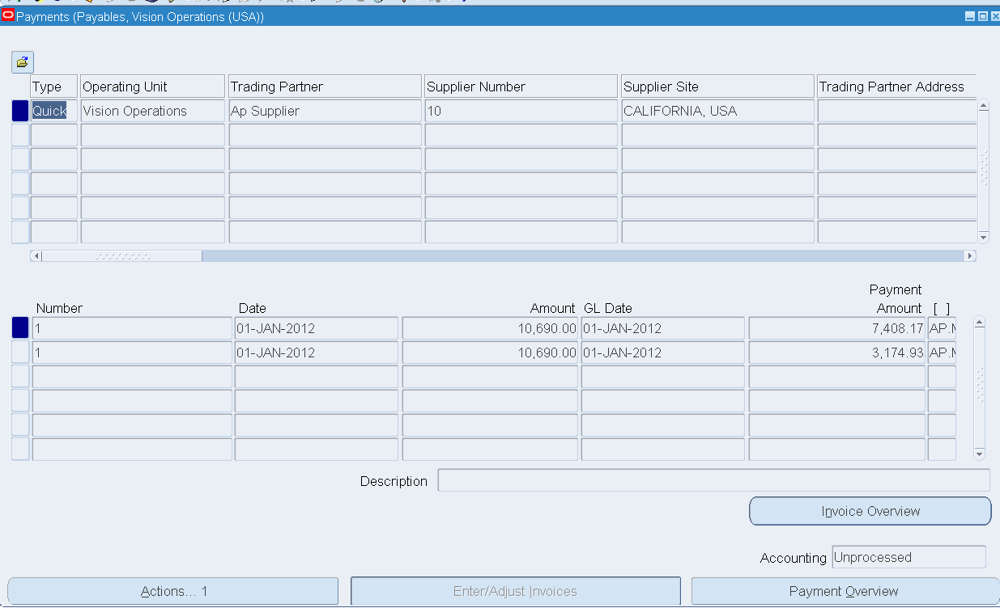 Payments (Payables, Vision Operations (USA))
Type Operating Unit Trading Partner Supplier Number Supplier Site Trading Partner Address
Quick Vision Operations Ap Supplier 10 CALIFORNIA, USA
Payment
Number Date Amount GL Date Amount [ ]
1 01-JAN-2012 10,690.00 01-JAN-2012 7,408.17 AP.M
1 01-JAN-2012 10,690.00 01-JAN-2012 3,174.93 AP.M
Description
Invoice Overview
Accounting Unprocessed
Actions... 1 Enter/Adjust Invoices Payment Overview